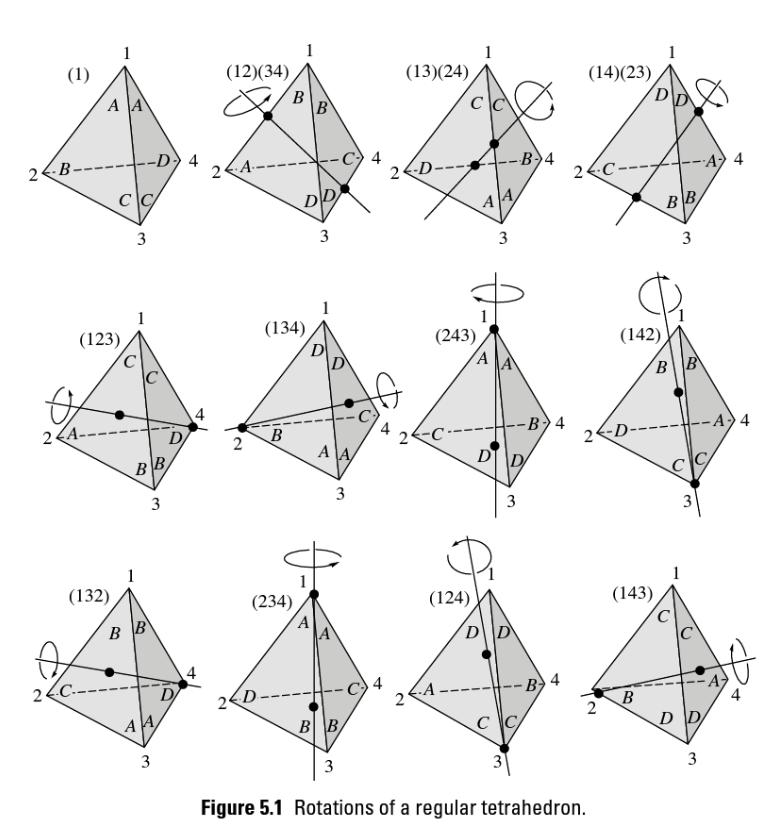 1
(1)
A A
2 B D 4
C C
3
1
(12)(34)
B B
2 A C 4
D D
3
1
(13)(24)
C C
2 D B 4
A A
3
1
(14)(23)
D D
2 C A 4
B B
3
1
(123)
C C
4
2 A D
B B
3
1
(134)
D D
C 4
2 B
A A
3
1
(243)
A A
2 C B 4
D D
3
1
(142)
B B
2 D A 4
C C
3
1
(132)
B B
4
2 C D
A A
3
1
(234)
A A
2 D C 4
B B
3
1
(124)
D D
2 A B 4
C C
3
1
(143)
C C
A 4
2 B
D D
3
Figure 5.1 Rotations of a regular tetrahedron.